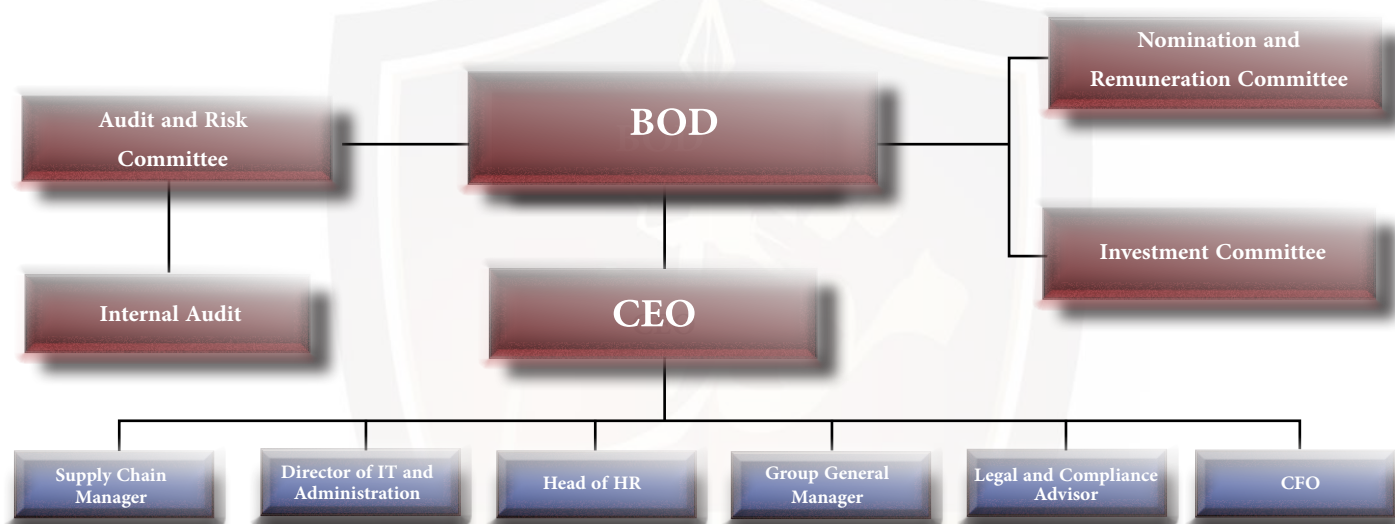 Nomination and
Remuneration Committee
Audit and Risk
Committee
BOD
Investment Committee
Internal Audit
CEO
Supply Chain
Manager
Director of IT and
Administration
Head of HR
Group General
Manager
Legal and Compliance
Advisor
CFO